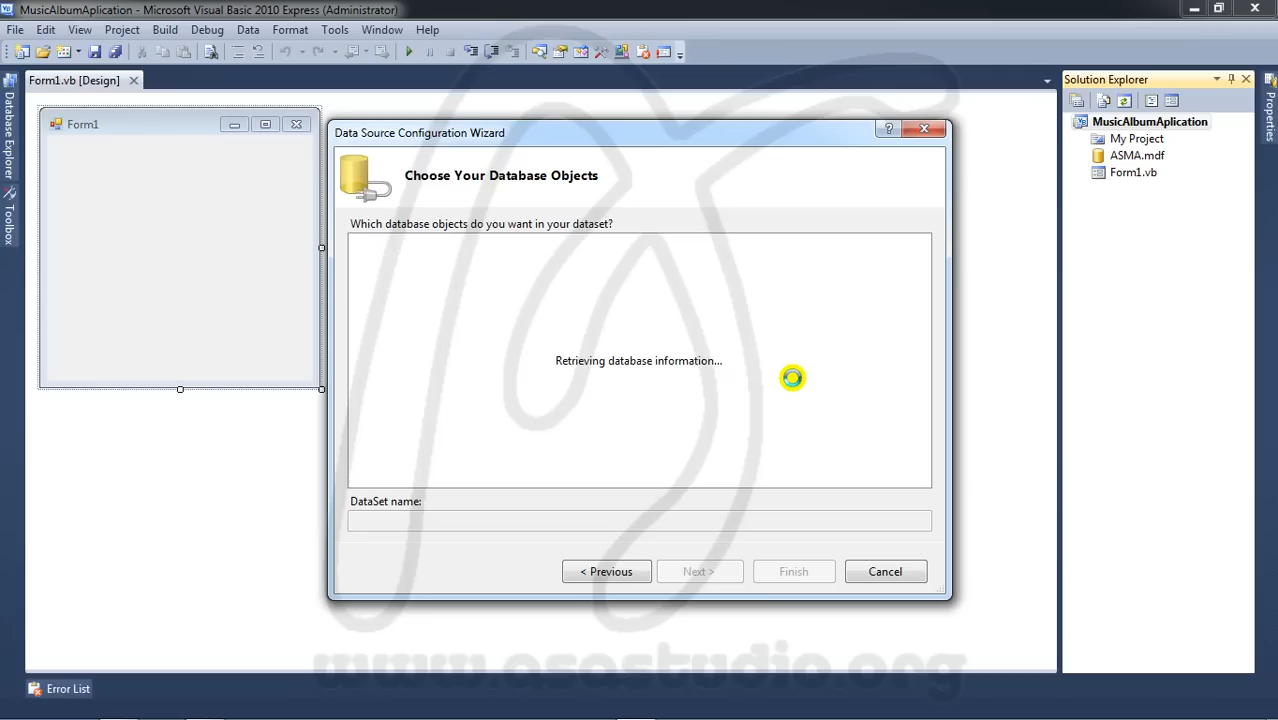 MusicAlbumAplication - Microsoft Visual Basic 2010 Express (Administrator)
File Edit View Project Build Debug Data Format Tools Window Help
Form1.vb [Design]
Solution Explorer
Database Explorer
Toolbox
Properties
Form1
Data Source Configuration Wizard
Choose Your Database Objects
Which database objects do you want in your dataset?
Retrieving database information...
DataSet name:
< Previous Next > Finish Cancel
MusicAlbumAplication
My Project
ASMA.mdf
Form1.vb
www.asastudio.org
Error List